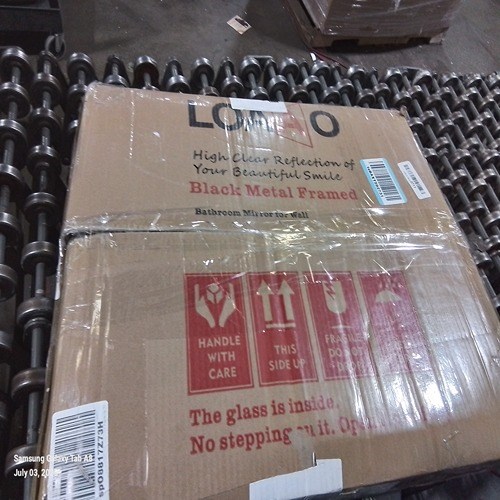 High Clear Reflection of
Your Beautiful Smile
Black Metal Framed
Bathroom Mirror for wall
HANDLE
WITH
CARE
THIS
SIDE UP
The glass is inside.
No stepping
it.
epO8817Z73H
Samsung Galaxy Tab A8
July 03,